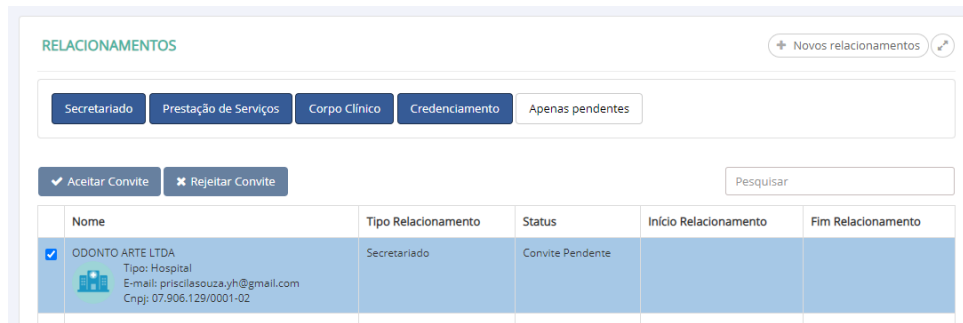 RELACIONAMENTOS
Novos relacionamentos
Secretariado Prestação de Serviços Corpo Clínico Credenciamento Apenas pendentes
Aceitar Convite Rejeitar Convite Pesquisar
Nome Tipo Relacionamento Status Início Relacionamento Fim Relacionamento
ODONTO ARTE LTDA Secretariado Convite Pendente
Tipo: Hospital
E-mail: priscilasouza.yh@gmail.com
Cnpj: 07.906.129/0001-02